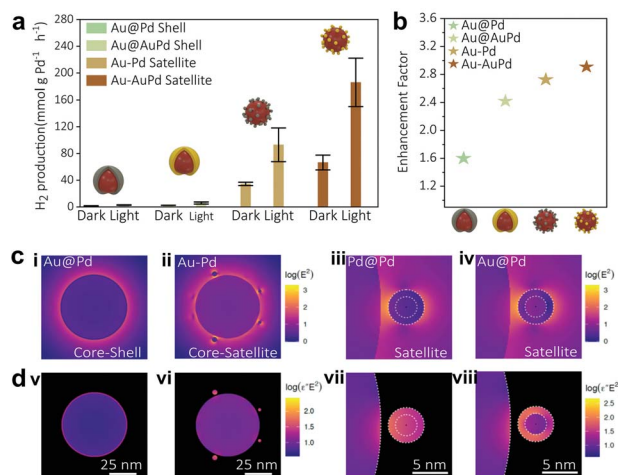 a
H₂ production(mmol g Pd⁻¹ h⁻¹)
280
240
200
160
120
80
40
0
Au@Pd Shell
Au@AuPd Shell
Au-Pd Satellite
Au-AuPd Satellite
Dark Light Dark Light Dark Light Dark Light
b
Enhancement Factor
3.6
3.2
2.8
2.4
2.0
1.6
1.2
Au@Pd
Au@AuPd
Au-Pd
Au-AuPd
c
i Au@Pd
Core-Shell
ii Au-Pd
Core-Satellite
log(E²)
3
2
1
0
iii Pd@Pd
Satellite
iv Au@Pd
Satellite
log(E²)
3
2
1
0
d
v
25 nm
vi
25 nm
log(ε"E²)
2.0
1.5
1.0
0.5
vii
5 nm
viii
5 nm
log(ε"E²)
2.5
2.0
1.5
1.0